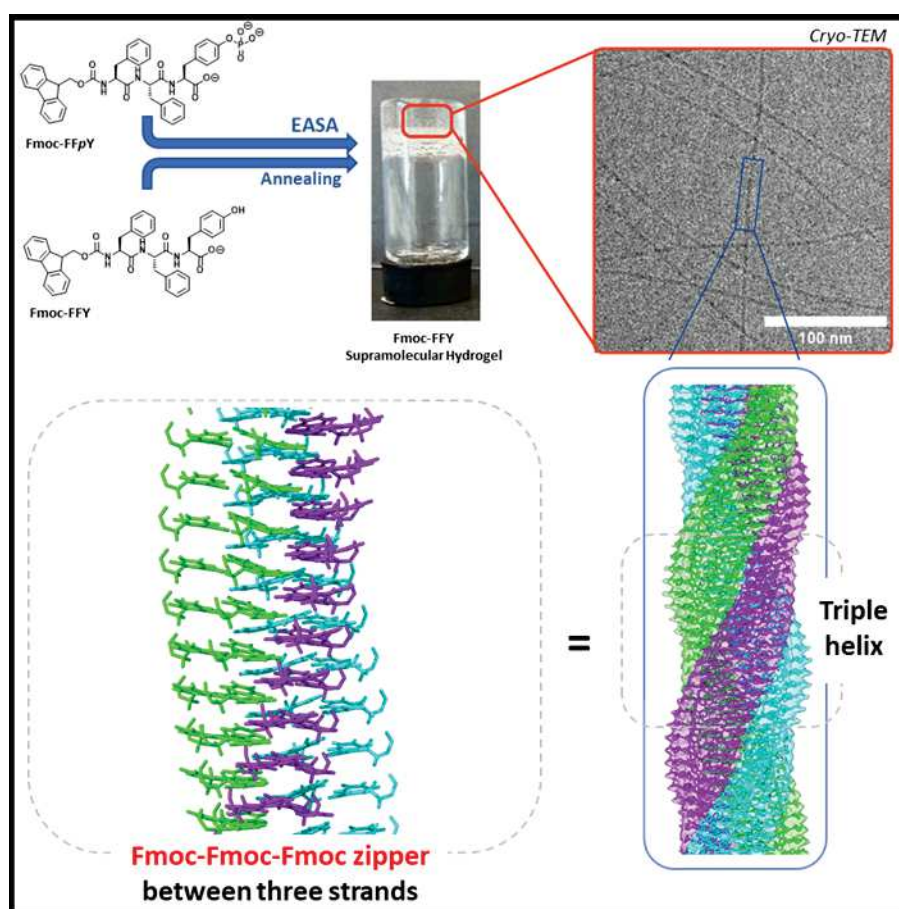 Cryo-TEM
O
O
N
H
O
H
N
O
N
H
O
O⊖
O
P
O
O⊖
O⊖
Fmoc-FFpY
EASA
Annealing
O
O
N
H
O
H
N
O
N
H
O
O⊖
OH
Fmoc-FFY
Fmoc-FFY
Supramolecular Hydrogel
100 nm
=
Triple
helix
Fmoc-Fmoc-Fmoc zipper
between three strands